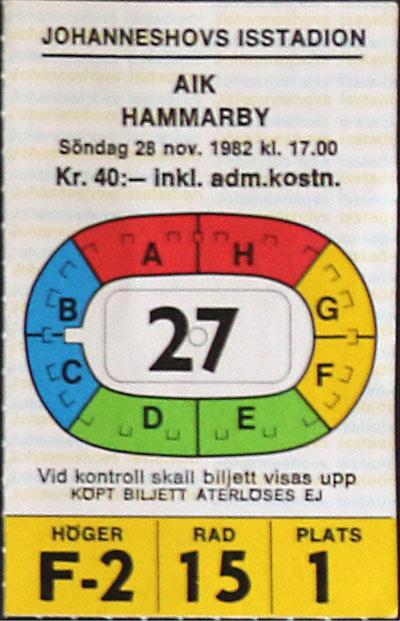 JOHANNESHOVS ISSTADION
AIK
HAMMARBY
Söndag 28 nov. 1982 kl. 17.00
Kr. 40:— inkl. adm.kostn.
A H
B G
27
C F
D E
Vid kontroll skall biljett visas upp
KÖPT BILJETT ÅTERLÖSES EJ
HÖGER RAD PLATS
F-2 15 1